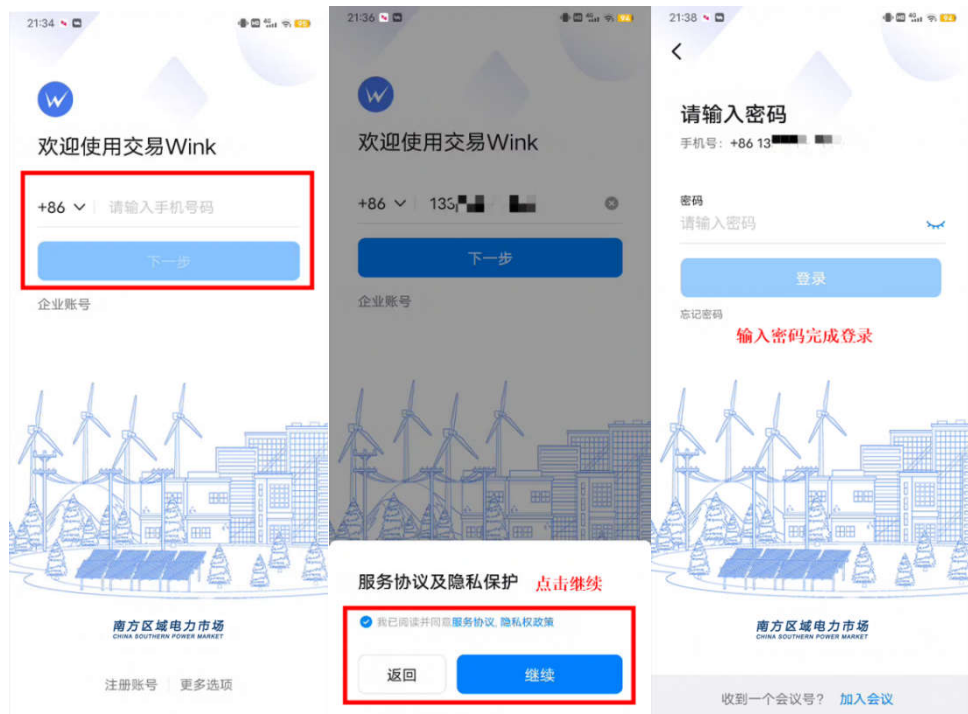 21:34
欢迎使用交易Wink
+86 请输入手机号码
下一步
企业账号
南方区域电力市场
CHINA SOUTHERN POWER MARKET
注册账号 更多选项
21:36
欢迎使用交易Wink
+86 133
下一步
企业账号
服务协议及隐私保护 点击继续
我已阅读并同意服务协议, 隐私权政策
返回 继续
21:38
请输入密码
手机号: +86 13
密码
请输入密码
登录
忘记密码
输入密码完成登录
南方区域电力市场
CHINA SOUTHERN POWER MARKET
收到一个会议号? 加入会议